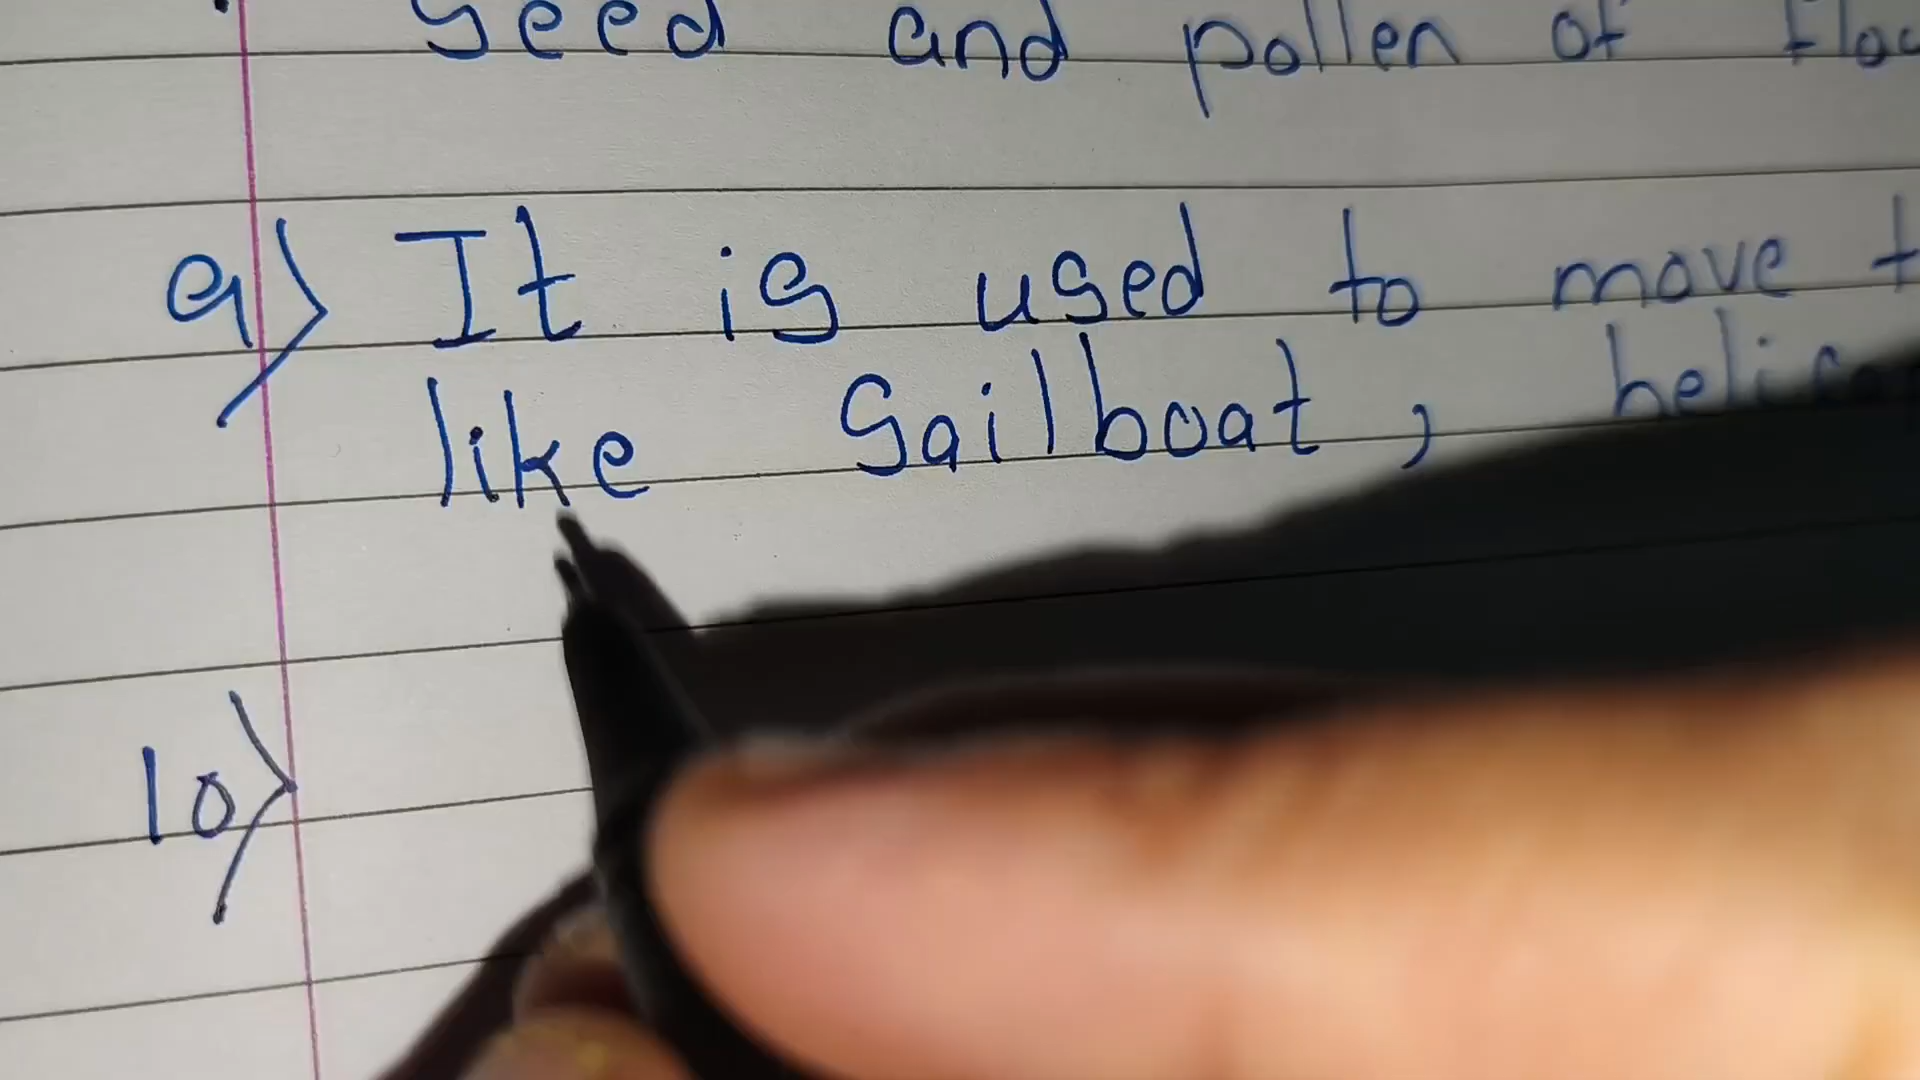 seed and pollen of
9) It is used to move
like sailboat,
10)